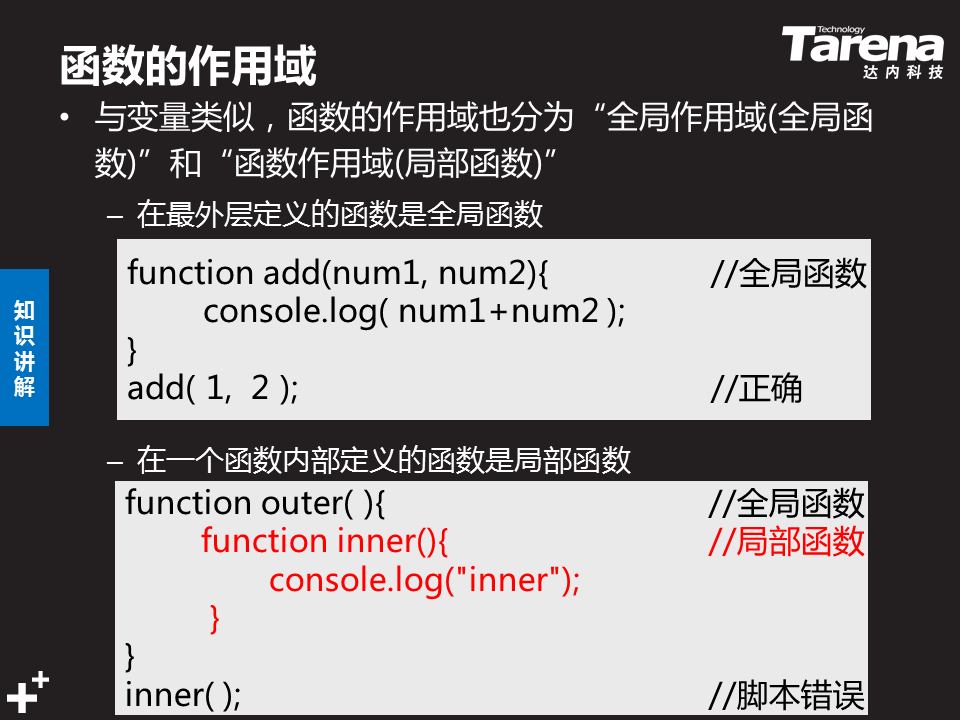 函数的作用域
Technology
Tarena
达内科技
• 与变量类似，函数的作用域也分为“全局作用域(全局函
数)”和“函数作用域(局部函数)”
– 在最外层定义的函数是全局函数
function add(num1, num2){ //全局函数
console.log( num1+num2 );
}
add( 1, 2 ); //正确
知识讲解
– 在一个函数内部定义的函数是局部函数
function outer( ){ //全局函数
function inner(){ //局部函数
console.log("inner");
}
}
inner( ); //脚本错误